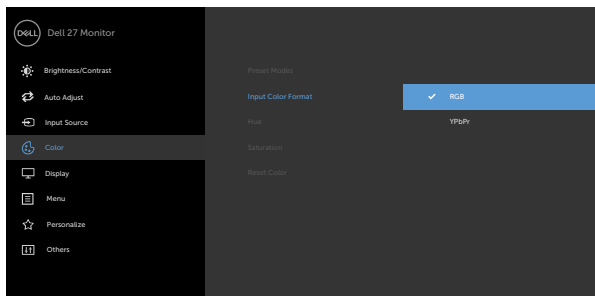 DELL Dell 27 Monitor
Brightness/Contrast
Auto Adjust
Input Source
Color
Display
Menu
Personalize
Others
Preset Modes
Input Color Format
Hue
Saturation
Reset Color
RGB
YPbPr